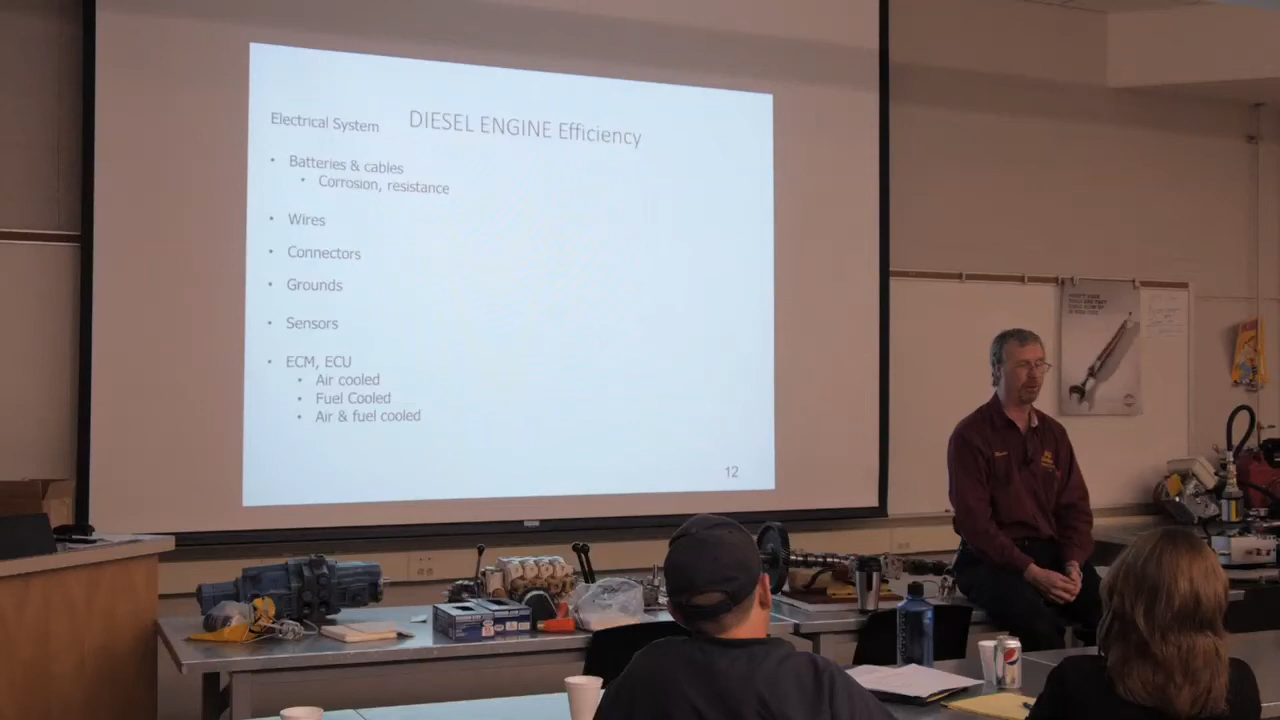 Electrical System
DIESEL ENGINE Efficiency
• Batteries & cables
• Corrosion, resistance
• Wires
• Connectors
• Grounds
• Sensors
• ECM, ECU
• Air cooled
• Fuel Cooled
• Air & fuel cooled
12